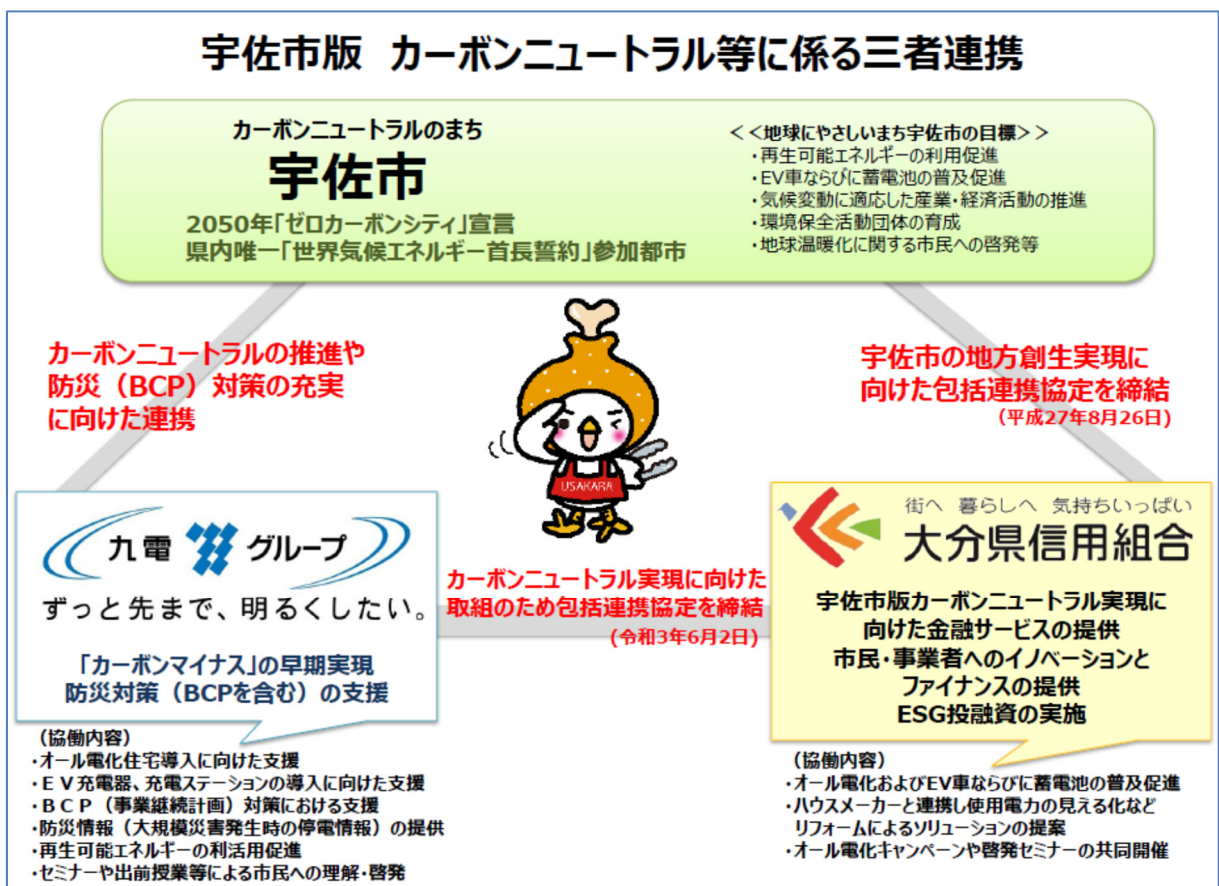 宇佐市版 カーボンニュートラル等に係る三者連携
カーボンニュートラルのまち
宇佐市
2050年「ゼロカーボンシティ」宣言
県内唯一「世界気候エネルギー首長誓約」参加都市
＜＜地球にやさしいまち宇佐市の目標＞＞
・再生可能エネルギーの利用促進
・EV車ならびに蓄電池の普及促進
・気候変動に適応した産業・経済活動の推進
・環境保全活動団体の育成
・地球温暖化に関する市民への啓発等
カーボンニュートラルの推進や
防災（BCP）対策の充実
に向けた連携
宇佐市の地方創生実現に
向けた包括連携協定を締結
(平成27年8月26日)
USAKARA
カーボンニュートラル実現に向けた
取組のため包括連携協定を締結
(令和3年6月2日)
九電 グループ
ずっと先まで、明るくしたい。
「カーボンマイナス」の早期実現
防災対策（BCPを含む）の支援
（協働内容）
・オール電化住宅導入に向けた支援
・ＥＶ充電器、充電ステーションの導入に向けた支援
・ＢＣＰ（事業継続計画）対策における支援
・防災情報（大規模災害発生時の停電情報）の提供
・再生可能エネルギーの利活用促進
・セミナーや出前授業等による市民への理解・啓発
街へ 暮らしへ 気持ちいっぱい
大分県信用組合
宇佐市版カーボンニュートラル実現に
向けた金融サービスの提供
市民・事業者へのイノベーションと
ファイナンスの提供
ESG投融資の実施
（協働内容）
・オール電化およびEV車ならびに蓄電池の普及促進
・ハウスメーカーと連携し使用電力の見える化など
リフォームによるソリューションの提案
・オール電化キャンペーンや啓発セミナーの共同開催